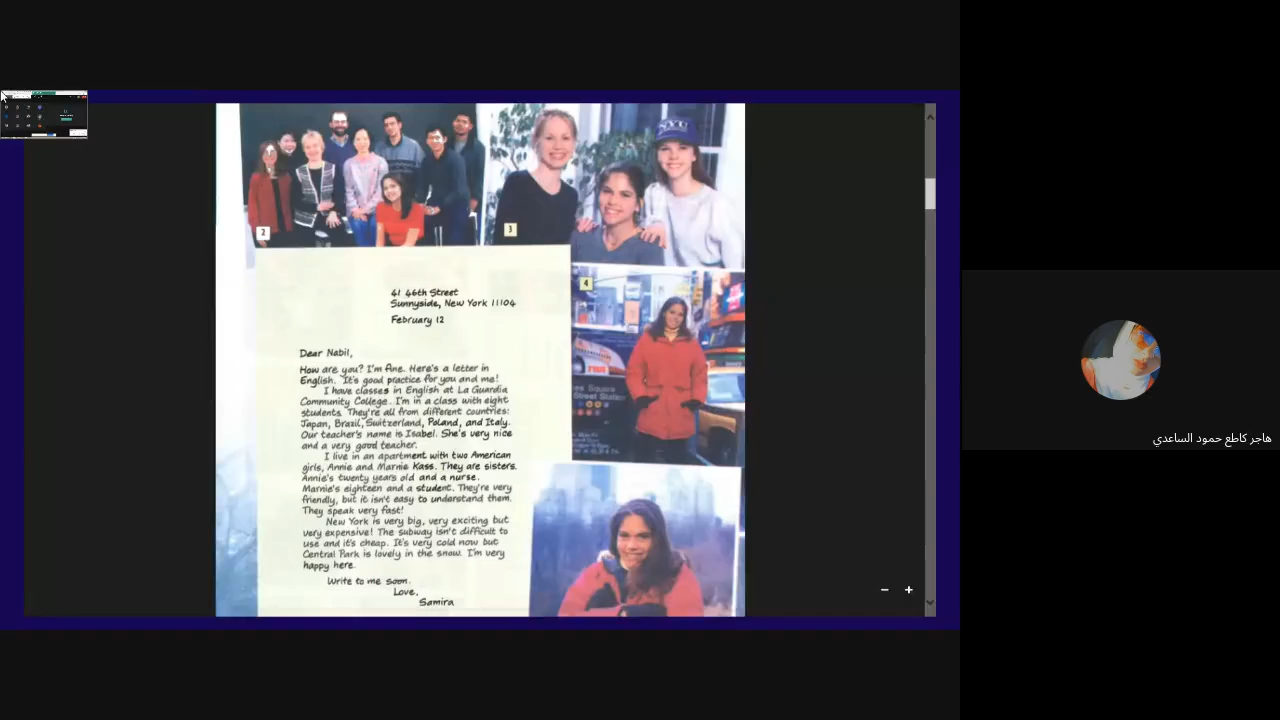 2
3
NYU
4
41 46th Street
Sunnyside, New York 11104
February 12
Dear Nabil,
How are you? I'm fine. Here's a letter in
English. It's good practice for you and me!
I have classes in English at La Guardia
Community College. I'm in a class with eight
students. They're all from different countries:
Japan, Brazil, Switzerland, Poland, and Italy.
Our teacher's name is Isabel. She's very nice
and a very good teacher.
I live in an apartment with two American
girls, Annie and Marnie Kass. They are sisters.
Annie's twenty years old and a nurse.
Marnie's eighteen and a student. They're very
friendly, but it isn't easy to understand them.
They speak very fast!
New York is very big, very exciting but
very expensive! The subway isn't difficult to
use and it's cheap. It's very cold now but
Central Park is lovely in the snow. I'm very
happy here.
Write to me soon.
Love,
Samira
هاجر كاطع حمود الساعدي